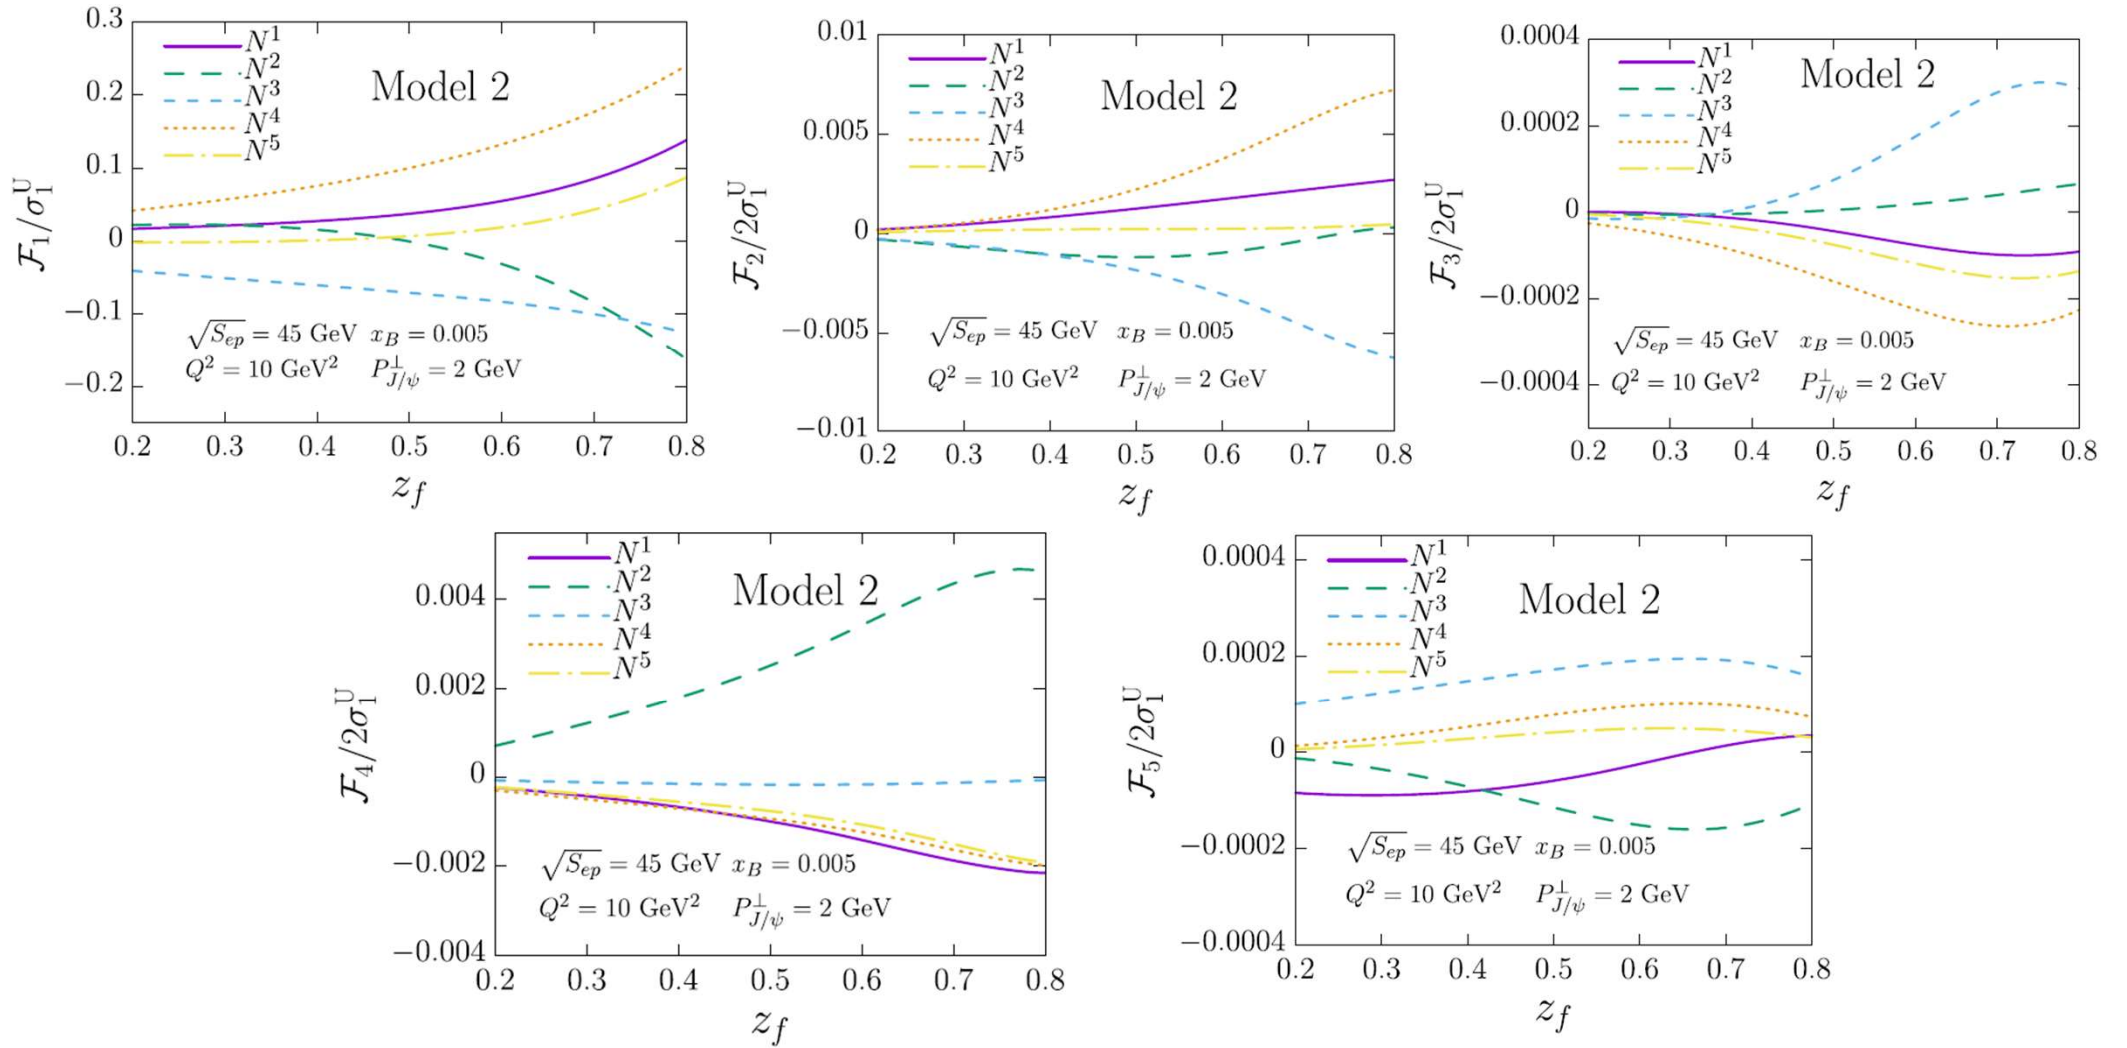 0.3
0.2
0.1
0
−0.1
−0.2
0.2 0.3 0.4 0.5 0.6 0.7 0.8
N^1
N^2
N^3
N^4
N^5
Model 2
√S_ep = 45 GeV x_B = 0.005
Q^2 = 10 GeV^2 P^⊥_J/ψ = 2 GeV
F_1/σ_1^U
z_f
0.01
0.005
0
−0.005
−0.01
0.2 0.3 0.4 0.5 0.6 0.7 0.8
N^1
N^2
N^3
N^4
N^5
Model 2
√S_ep = 45 GeV x_B = 0.005
Q^2 = 10 GeV^2 P^⊥_J/ψ = 2 GeV
F_2/2σ_1^U
z_f
0.0004
0.0002
0
−0.0002
−0.0004
0.2 0.3 0.4 0.5 0.6 0.7 0.8
N^1
N^2
N^3
N^4
N^5
Model 2
√S_ep = 45 GeV x_B = 0.005
Q^2 = 10 GeV^2 P^⊥_J/ψ = 2 GeV
F_3/2σ_1^U
z_f
0.004
0.002
0
−0.002
−0.004
0.2 0.3 0.4 0.5 0.6 0.7 0.8
N^1
N^2
N^3
N^4
N^5
Model 2
√S_ep = 45 GeV x_B = 0.005
Q^2 = 10 GeV^2 P^⊥_J/ψ = 2 GeV
F_4/2σ_1^U
z_f
0.0004
0.0002
0
−0.0002
−0.0004
0.2 0.3 0.4 0.5 0.6 0.7 0.8
N^1
N^2
N^3
N^4
N^5
Model 2
√S_ep = 45 GeV x_B = 0.005
Q^2 = 10 GeV^2 P^⊥_J/ψ = 2 GeV
F_5/2σ_1^U
z_f